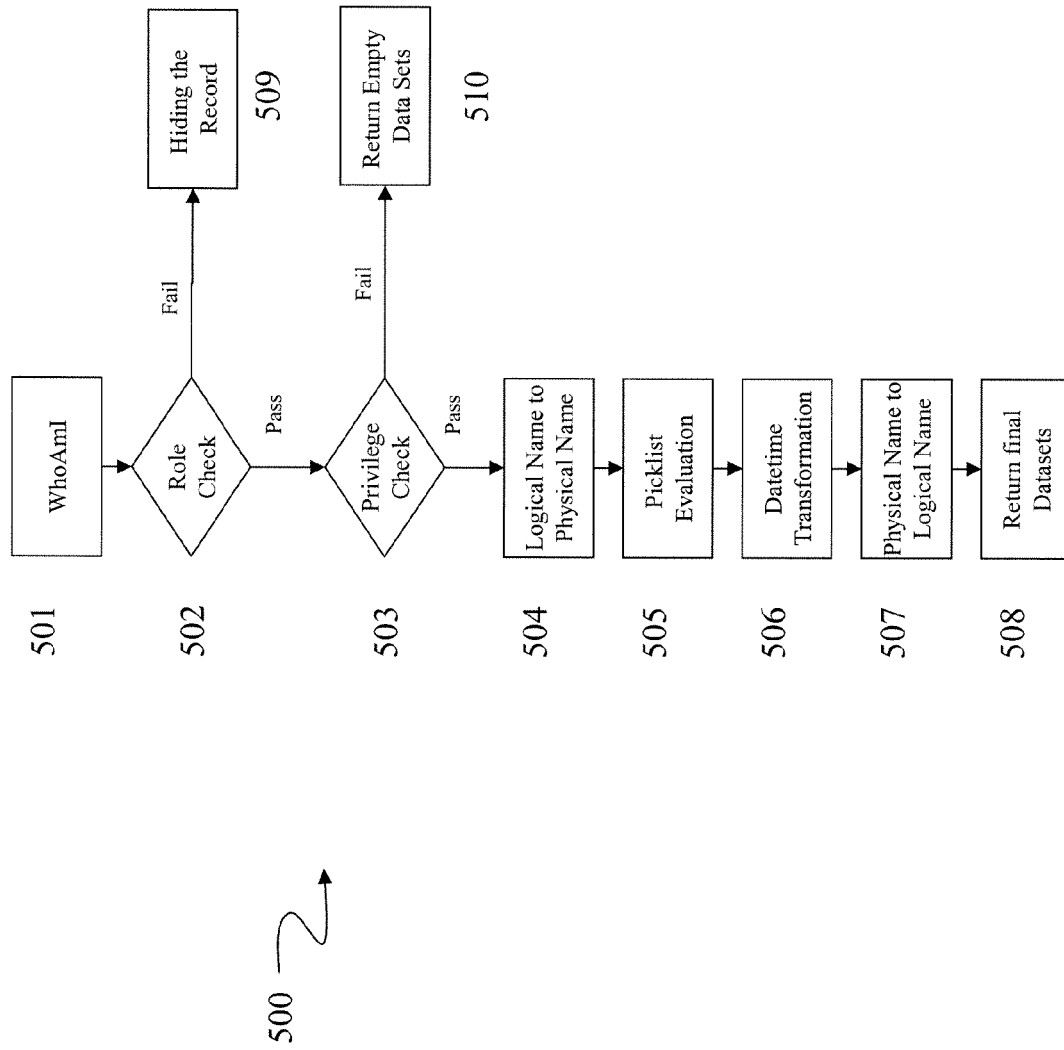 500
501
WhoAmI
502
Role
Check
Fail
Hiding the
Record
509
Pass
503
Privilege
Check
Fail
Return Empty
Data Sets
510
Pass
504
Logical Name to
Physical Name
505
Picklist
Evaluation
506
Datetime
Transformation
507
Physical Name to
Logical Name
508
Return final
Datasets